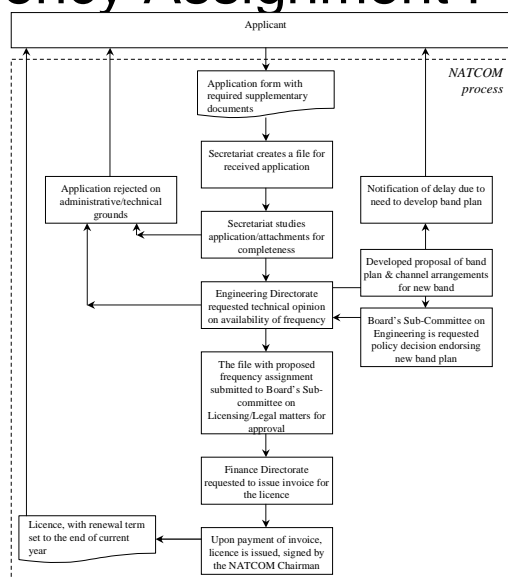 ency Assignment P
Applicant
NATCOM
process
Application form with
required supplementary
documents
Secretariat creates a file for
received application
Application rejected on
administrative/technical
grounds
Notification of delay due to
need to develop band plan
Secretariat studies
application/attachments for
completeness
Developed proposal of band
plan & channel arrangements
for new band
Engineering Directorate
requested technical opinion
on availability of frequency
Board's Sub-Committee on
Engineering is requested
policy decision endorsing
new band plan
The file with proposed
frequency assignment
submitted to Board's Sub-
committee on
Licensing/Legal matters for
approval
Finance Directorate
requested to issue invoice for
the licence
Licence, with renewal term
set to the end of current
year
Upon payment of invoice,
licence is issued, signed by
the NATCOM Chairman